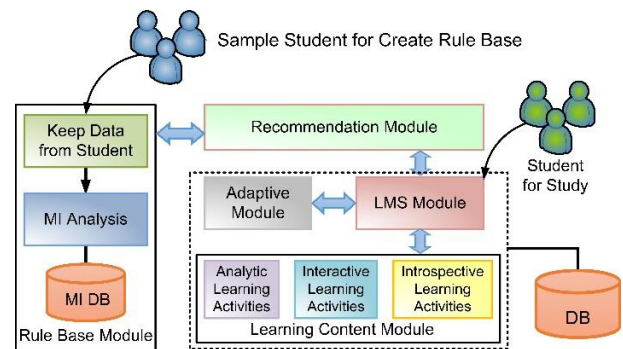 Sample Student for Create Rule Base
Keep Data
from Student
Recommendation Module
Student
for Study
MI Analysis
Adaptive
Module
LMS Module
MI DB
Analytic
Learning
Activities
Interactive
Learning
Activities
Introspective
Learning
Activities
DB
Rule Base Module
Learning Content Module